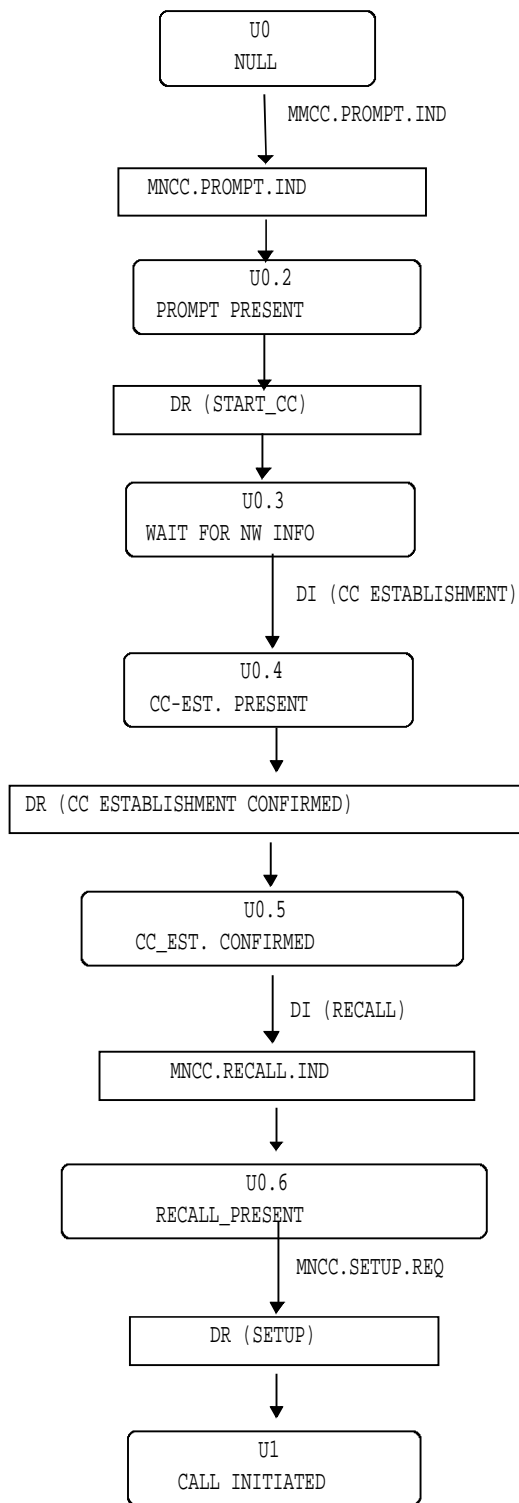 U0
NULL
MMCC.PROMPT.IND
MNCC.PROMPT.IND
U0.2
PROMPT PRESENT
DR (START_CC)
U0.3
WAIT FOR NW INFO
DI (CC ESTABLISHMENT)
U0.4
CC-EST. PRESENT
DR (CC ESTABLISHMENT CONFIRMED)
U0.5
CC_EST. CONFIRMED
DI (RECALL)
MNCC.RECALL.IND
U0.6
RECALL_PRESENT
MNCC.SETUP.REQ
DR (SETUP)
U1
CALL INITIATED